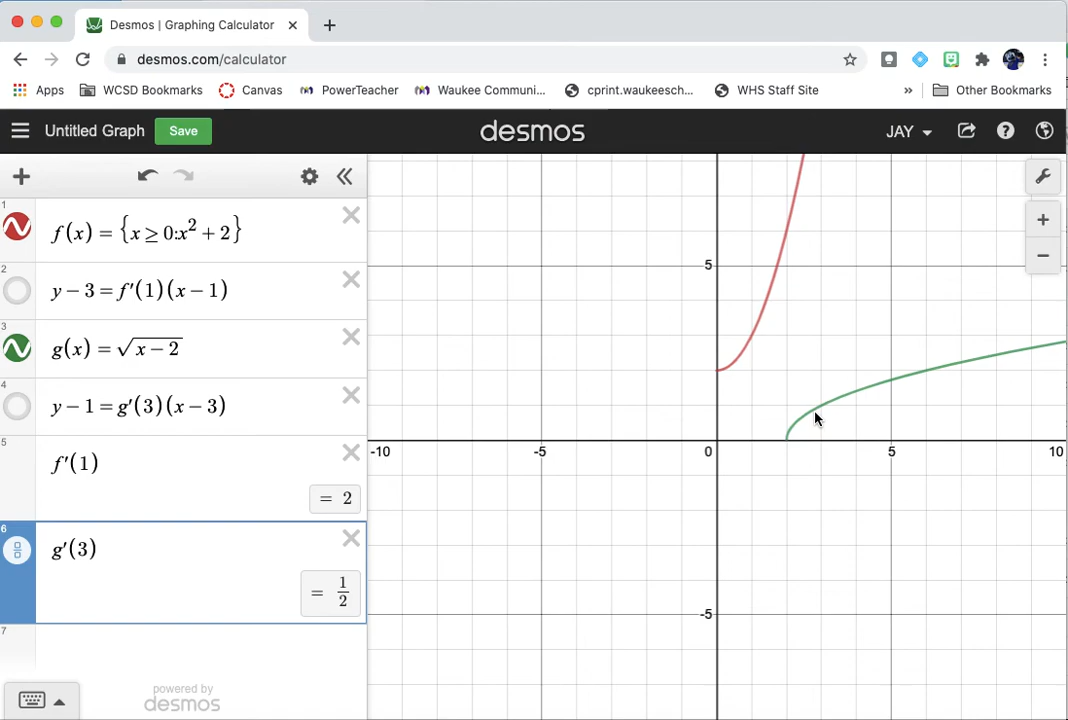 Desmos | Graphing Calculator
desmos.com/calculator
Apps WCSD Bookmarks Canvas PowerTeacher Waukee Communi... cprint.waukeesch... WHS Staff Site » Other Bookmarks
Untitled Graph Save desmos JAY
1
f(x) = {x ≥ 0:x² + 2}
2
y − 3 = f′(1)(x − 1)
3
g(x) = √(x − 2)
4
y − 1 = g′(3)(x − 3)
5
f′(1)
= 2
6
g′(3)
= 1/2
7
powered by
desmos
5
-10 -5 0 5 10
-5